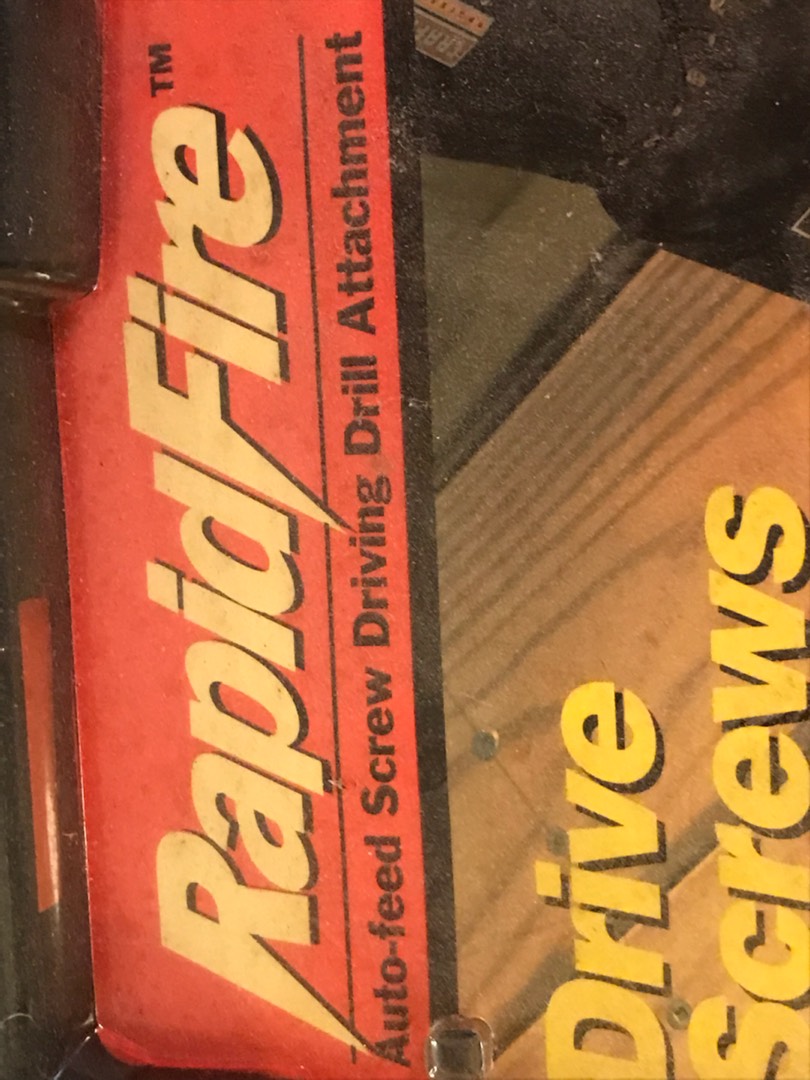 RapidFire™
Auto-feed Screw Driving Drill Attachment
Drive
Screws